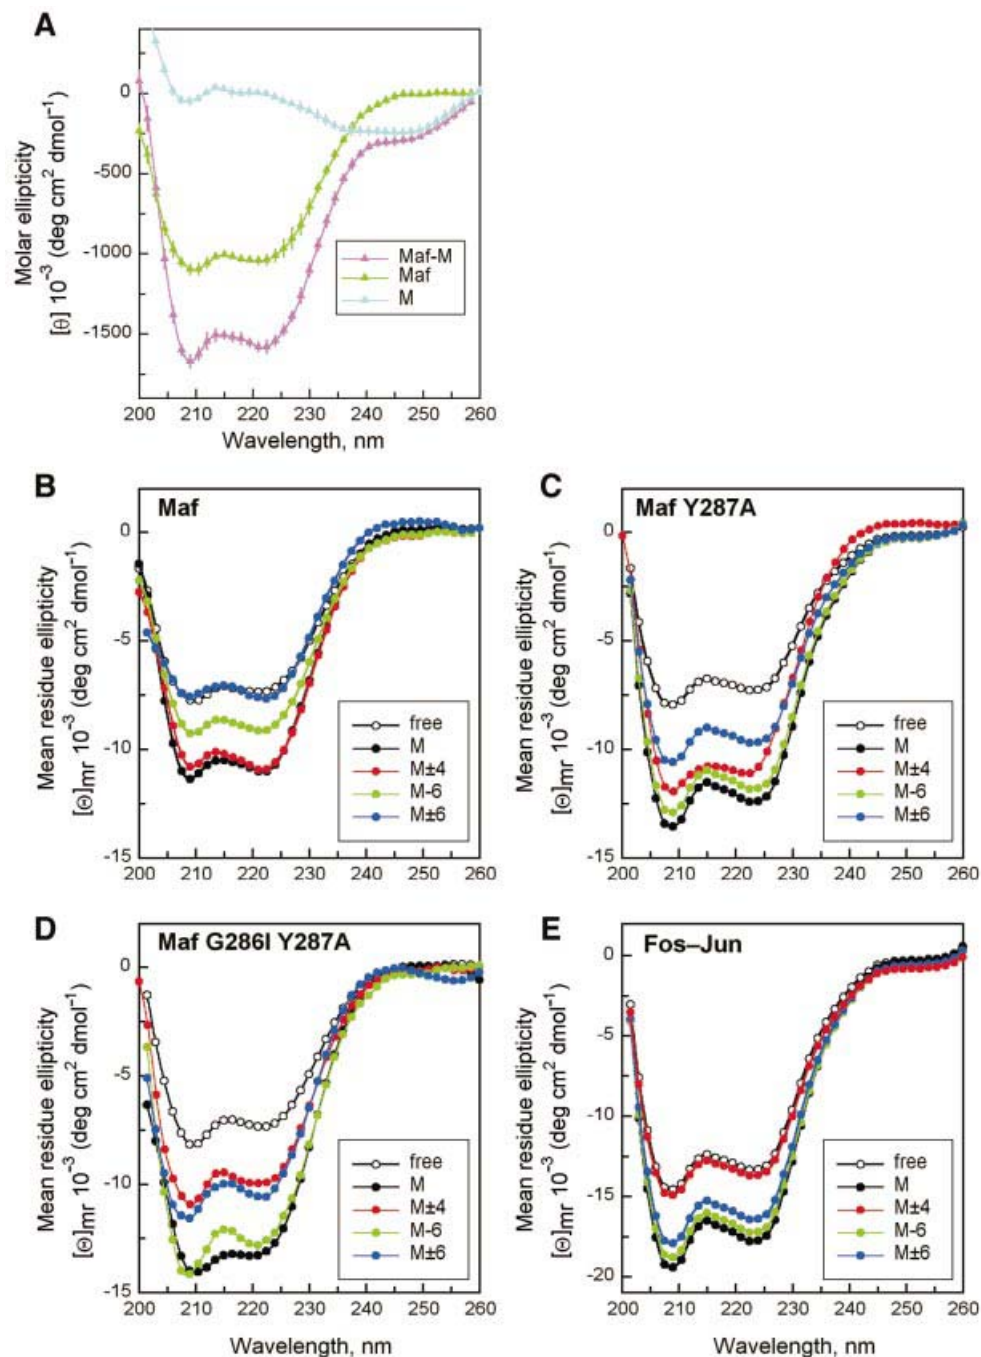 A
0
-500
-1000
-1500
Molar ellipticity
[θ] 10⁻³ (deg cm² dmol⁻¹)
Maf-M
Maf
M
200 210 220 230 240 250 260
Wavelength, nm
B
Maf
0
-5
-10
-15
Mean residue ellipticity
[Θ]mr 10⁻³ (deg cm² dmol⁻¹)
free
M
M±4
M-6
M±6
200 210 220 230 240 250 260
C
Maf Y287A
0
-5
-10
-15
Mean residue ellipticity
[Θ]mr 10⁻³ (deg cm² dmol⁻¹)
free
M
M±4
M-6
M±6
200 210 220 230 240 250 260
D
Maf G286I Y287A
0
-5
-10
-15
Mean residue ellipticity
[Θ]mr 10⁻³ (deg cm² dmol⁻¹)
free
M
M±4
M-6
M±6
200 210 220 230 240 250 260
Wavelength, nm
E
Fos–Jun
0
-5
-10
-15
-20
Mean residue ellipticity
[Θ]mr 10⁻³ (deg cm² dmol⁻¹)
free
M
M±4
M-6
M±6
200 210 220 230 240 250 260
Wavelength, nm